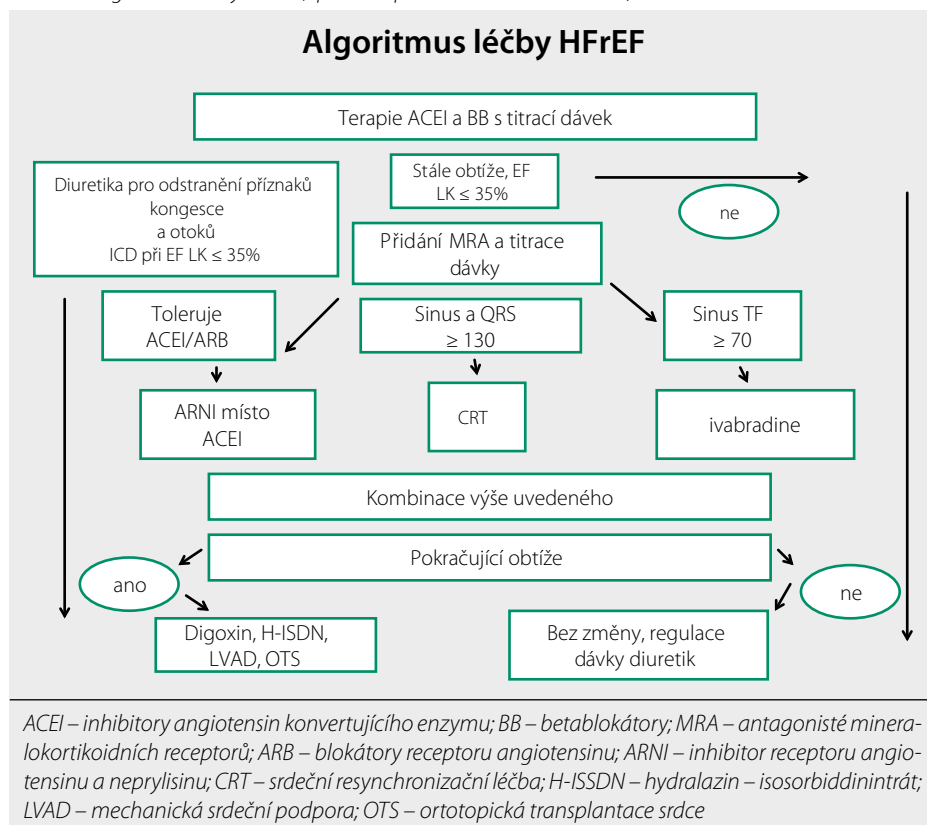 Algoritmus léčby HFrEF
Terapie ACEI a BB s titrací dávek
Diuretika pro odstranění příznaků
kongesce
a otoků
ICD při EF LK ≤ 35%
Stále obtíže, EF
LK ≤ 35%
ne
Přidání MRA a titrace
dávky
Toleruje
ACEI/ARB
Sinus a QRS
≥ 130
Sinus TF
≥ 70
ARNI místo
ACEI
CRT
ivabradine
Kombinace výše uvedeného
Pokračující obtíže
ano
ne
Digoxin, H-ISDN,
LVAD, OTS
Bez změny, regulace
dávky diuretik
ACEI – inhibitory angiotensin konvertujícího enzymu; BB – betablokátory; MRA – antagonisté minera-
lokortikoidních receptorů; ARB – blokátory receptoru angiotensinu; ARNI – inhibitor receptoru angio-
tensinu a neprylisinu; CRT – srdeční resynchronizační léčba; H-ISSDN – hydralazin – isosorbiddinintrát;
LVAD – mechanická srdeční podpora; OTS – ortotopická transplantace srdce